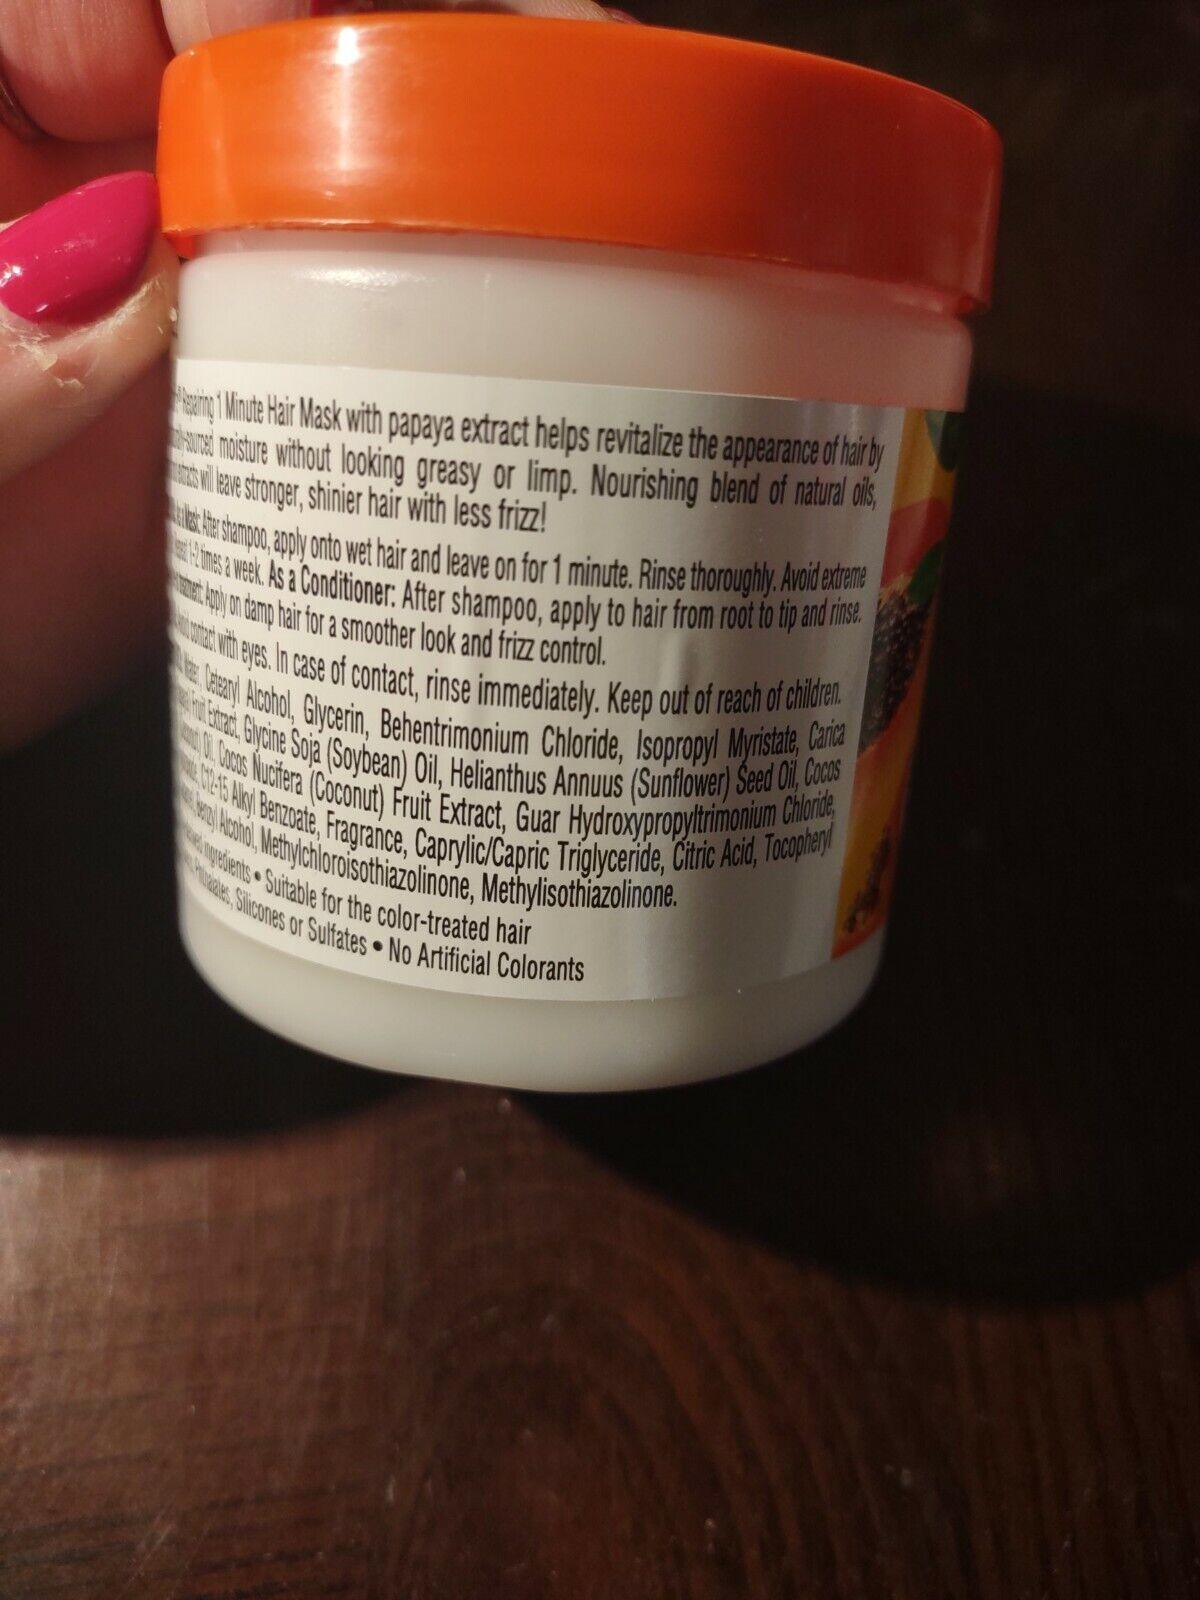 Repairing 1 Minute Hair Mask with papaya extract helps revitalize the appearance of hair by
moisture without looking greasy or limp. Nourishing blend of natural oils,
extracts will leave stronger, shinier hair with less frizz!
as a Mask: After shampoo, apply onto wet hair and leave on for 1 minute. Rinse thoroughly. Avoid extreme
1-2 times a week. As a Conditioner: After shampoo, apply to hair from root to tip and rinse.
treatment: Apply on damp hair for a smoother look and frizz control.
contact with eyes. In case of contact, rinse immediately. Keep out of reach of children.
Water, Cetearyl Alcohol, Glycerin, Behentrimonium Chloride, Isopropyl Myristate, Carica
Fruit Extract, Glycine Soja (Soybean) Oil, Helianthus Annuus (Sunflower) Seed Oil, Cocos
Oil, Cocos Nucifera (Coconut) Fruit Extract, Guar Hydroxypropyltrimonium Chloride,
C12-15 Alkyl Benzoate, Fragrance, Caprylic/Capric Triglyceride, Citric Acid, Tocopheryl
Benzyl Alcohol, Methylchloroisothiazolinone, Methylisothiazolinone.
ingredients • Suitable for the color-treated hair
Phthalates, Silicones or Sulfates • No Artificial Colorants